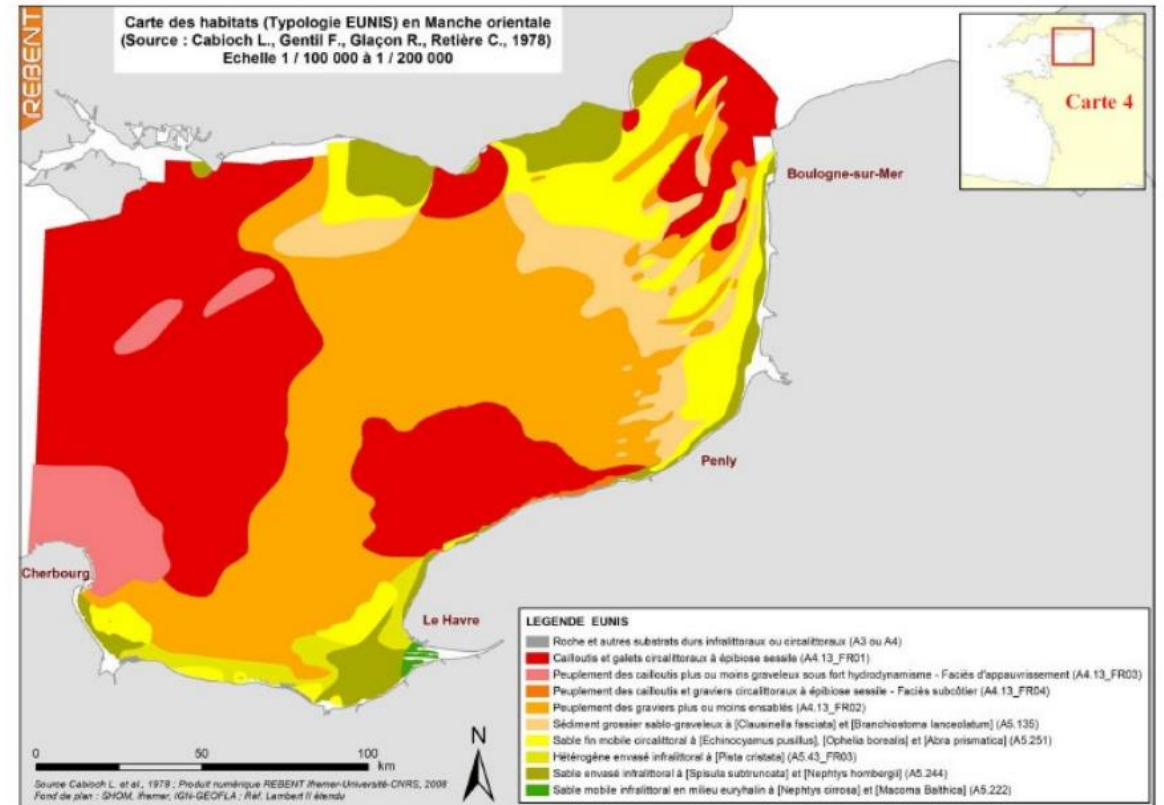 REBENT
Carte des habitats (Typologie EUNIS) en Manche orientale
(Source : Cabioch L., Gentil F., Glaçon R., Retière C., 1978)
Echelle 1 / 100 000 à 1 / 200 000
Carte 4
Boulogne-sur-Mer
Penly
Cherbourg
Le Havre
LEGENDE EUNIS
Roche et autres substrats durs infralittoraux ou circalittoraux (A3 ou A4)
Cailloutis et galets circalittoraux à épibiose sessile (A4.13_FR01)
Peuplement des cailloutis plus ou moins graveleux sous fort hydrodynamisme - Faciès d'appauvrissement (A4.13_FR03)
Peuplement des cailloutis et graviers circalittoraux à épibiose sessile - Faciès subcôtier (A4.13_FR04)
Peuplement des graviers plus ou moins ensablés (A4.13_FR02)
Sédiment grossier sablo-graveleux à [Clausinella fasciata] et [Branchiostoma lanceolatum] (A5.135)
Sable fin mobile circalittoral à [Echinocyamus pusillus], [Ophelia borealis] et [Abra prismatica] (A5.251)
Hétérogène envasé infralittoral à [Pista cristata] (A5.43_FR03)
Sable envasé infralittoral à [Spisula subtruncata] et [Nephtys hombergii] (A5.244)
Sable mobile infralittoral en milieu euryhalin à [Nephtys cirrosa] et [Macoma Balthica] (A5.222)
0 50 100
km
N
Source Cabioch L. et al., 1978 ; Produit numérique REBENT Ifremer-Université-CNRS, 2008
Fond de plan : SHOM, Ifremer, IGN-GEOFLA ; Réf. Lambert II étendu